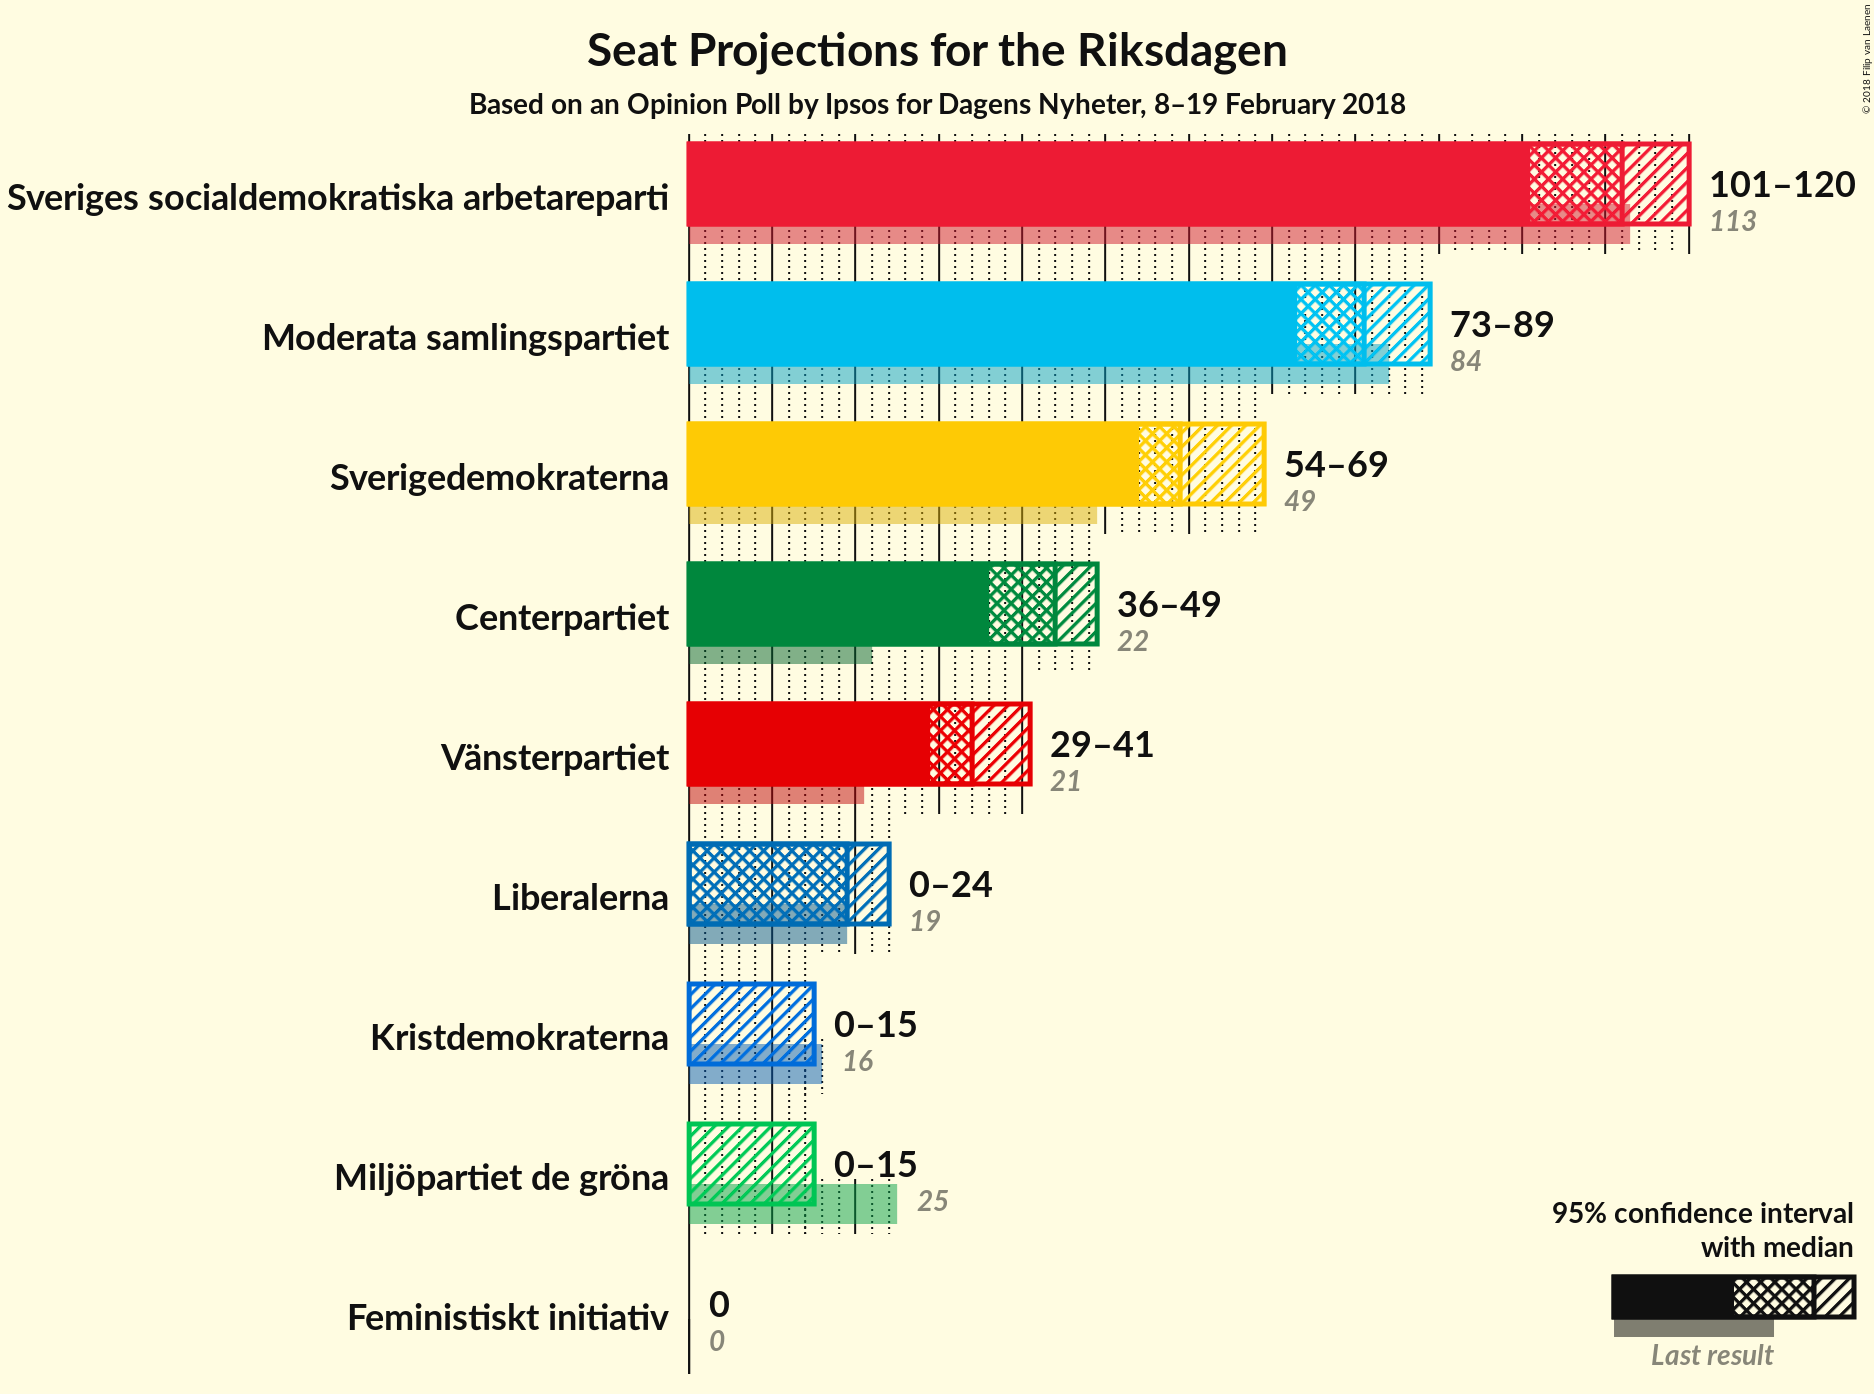 Seat Projections for the Riksdagen
Based on an Opinion Poll by Ipsos for Dagens Nyheter, 8–19 February 2018
© 2018 Filip van Laenen
Sveriges socialdemokratiska arbetareparti
101–120
113
Moderata samlingspartiet
73–89
84
Sverigedemokraterna
54–69
49
Centerpartiet
36–49
22
Vänsterpartiet
29–41
21
Liberalerna
0–24
19
Kristdemokraterna
0–15
16
Miljöpartiet de gröna
0–15
25
Feministiskt initiativ
0
0
95% confidence interval
with median
Last result